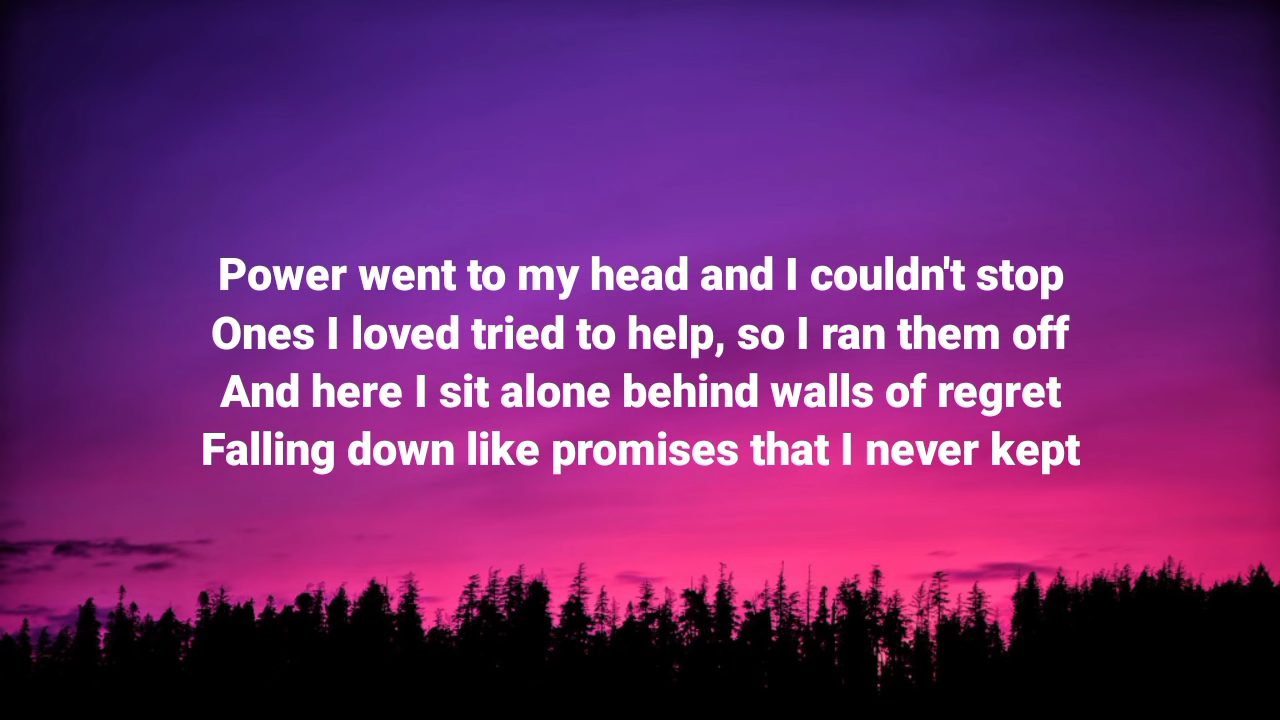 Power went to my head and I couldn't stop
Ones I loved tried to help, so I ran them off
And here I sit alone behind walls of regret
Falling down like promises that I never kept